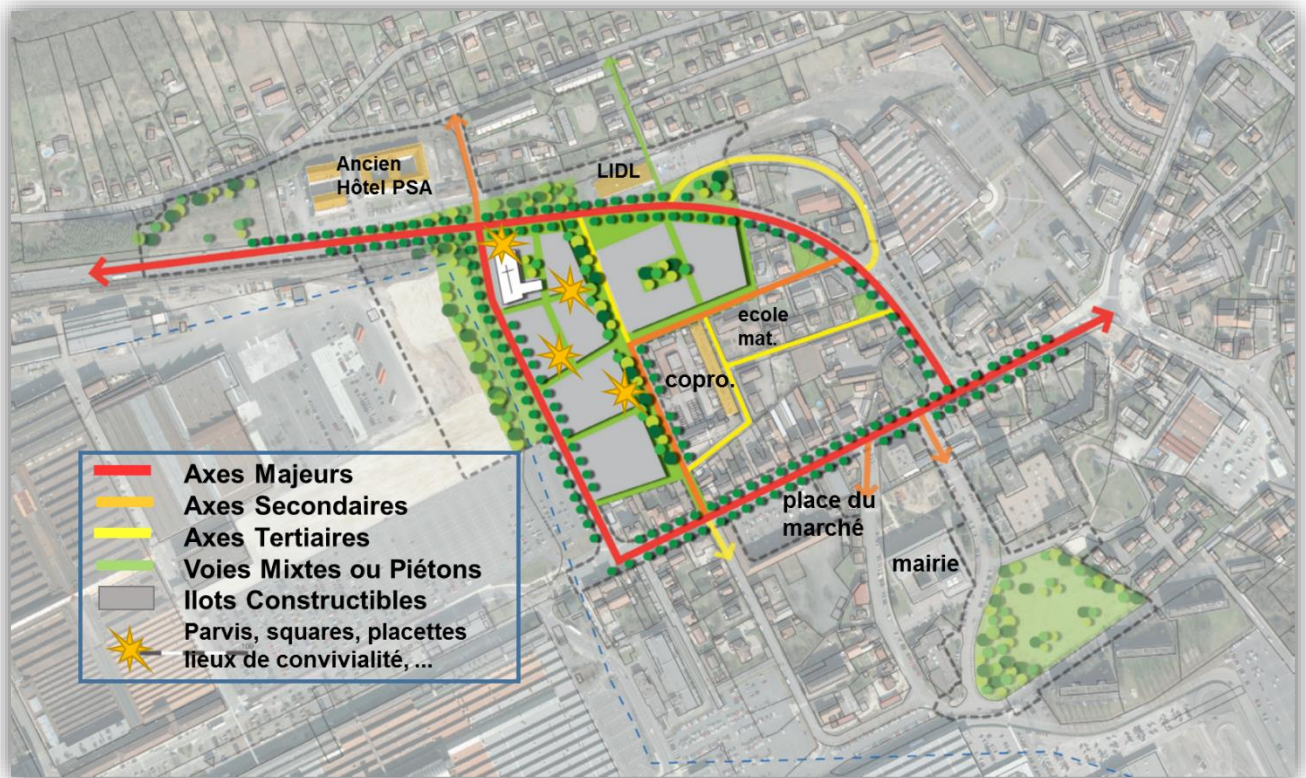 Ancien
Hôtel PSA
LIDL
ecole
mat.
copro.
place du
marché
mairie
Axes Majeurs
Axes Secondaires
Axes Tertiaires
Voies Mixtes ou Piétons
Ilots Constructibles
Parvis, squares, placettes
lieux de convivialité, ...